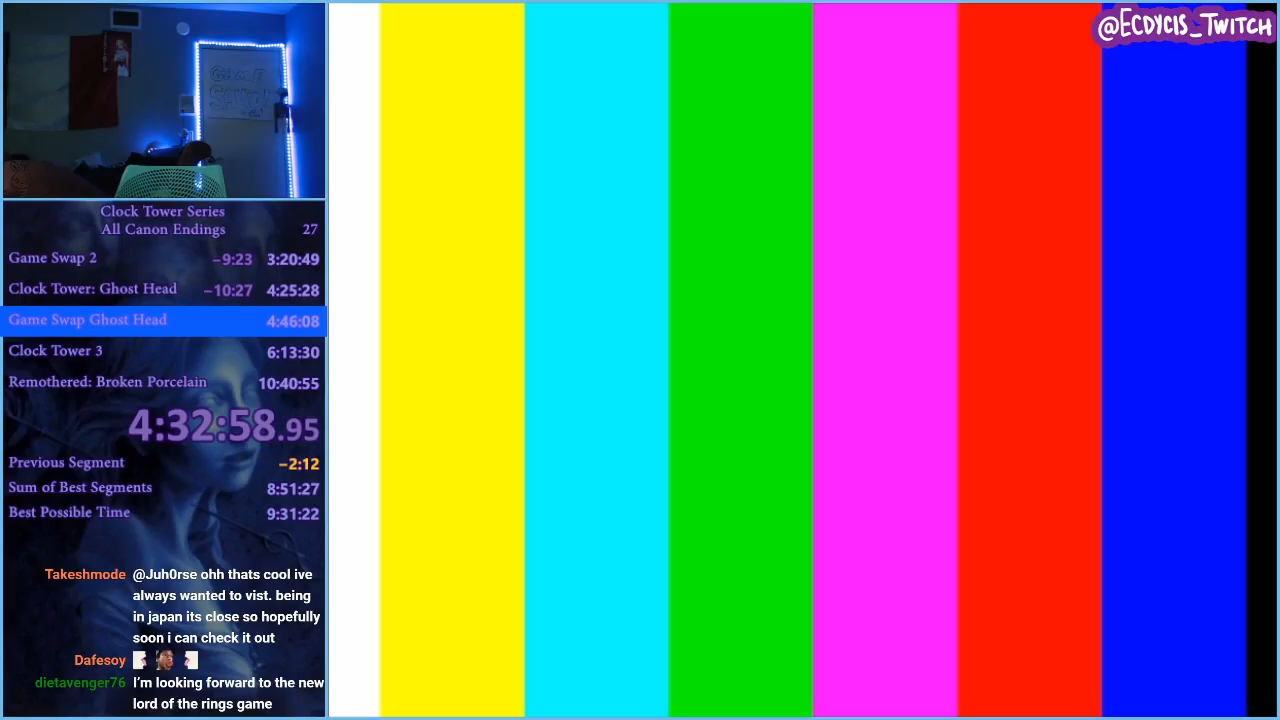 @ECDYCIS_TWITCH
GAME
SWAP
Clock Tower Series
All Canon Endings 27
Game Swap 2 −9:23 3:20:49
Clock Tower: Ghost Head −10:27 4:25:28
Game Swap Ghost Head 4:46:08
Clock Tower 3 6:13:30
Remothered: Broken Porcelain 10:40:55
4:32:58.95
Previous Segment −2:12
Sum of Best Segments 8:51:27
Best Possible Time 9:31:22
Takeshmode @Juh0rse ohh thats cool ive
always wanted to vist. being
in japan its close so hopefully
soon i can check it out
Dafesoy
dietavenger76 I'm looking forward to the new
lord of the rings game